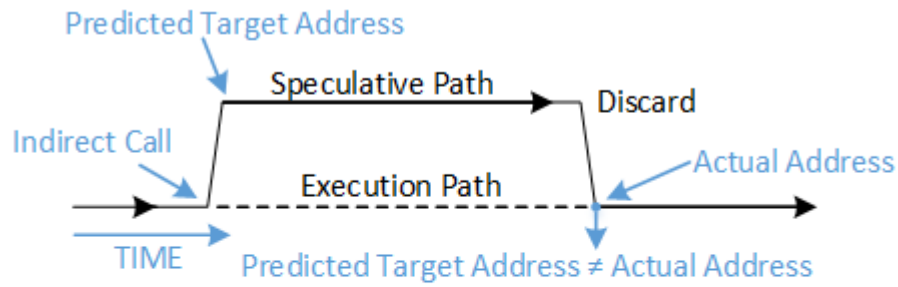 Predicted Target Address
Speculative Path
Discard
Indirect Call
Actual Address
Execution Path
TIME
Predicted Target Address ≠ Actual Address